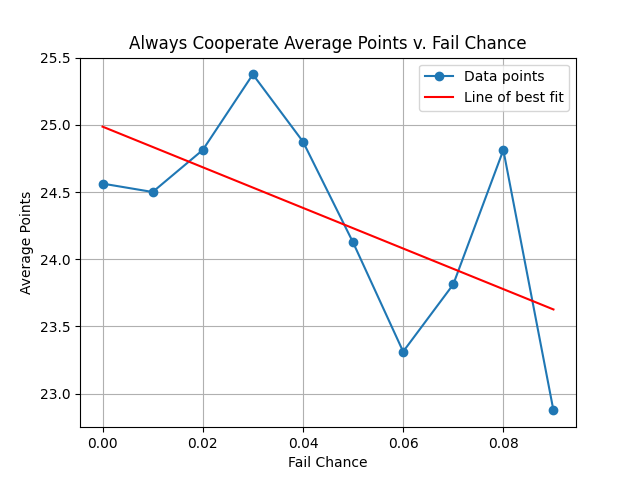 Always Cooperate Average Points v. Fail Chance
Data points
Line of best fit
25.5
25.0
24.5
24.0
23.5
23.0
Average Points
0.00 0.02 0.04 0.06 0.08
Fail Chance